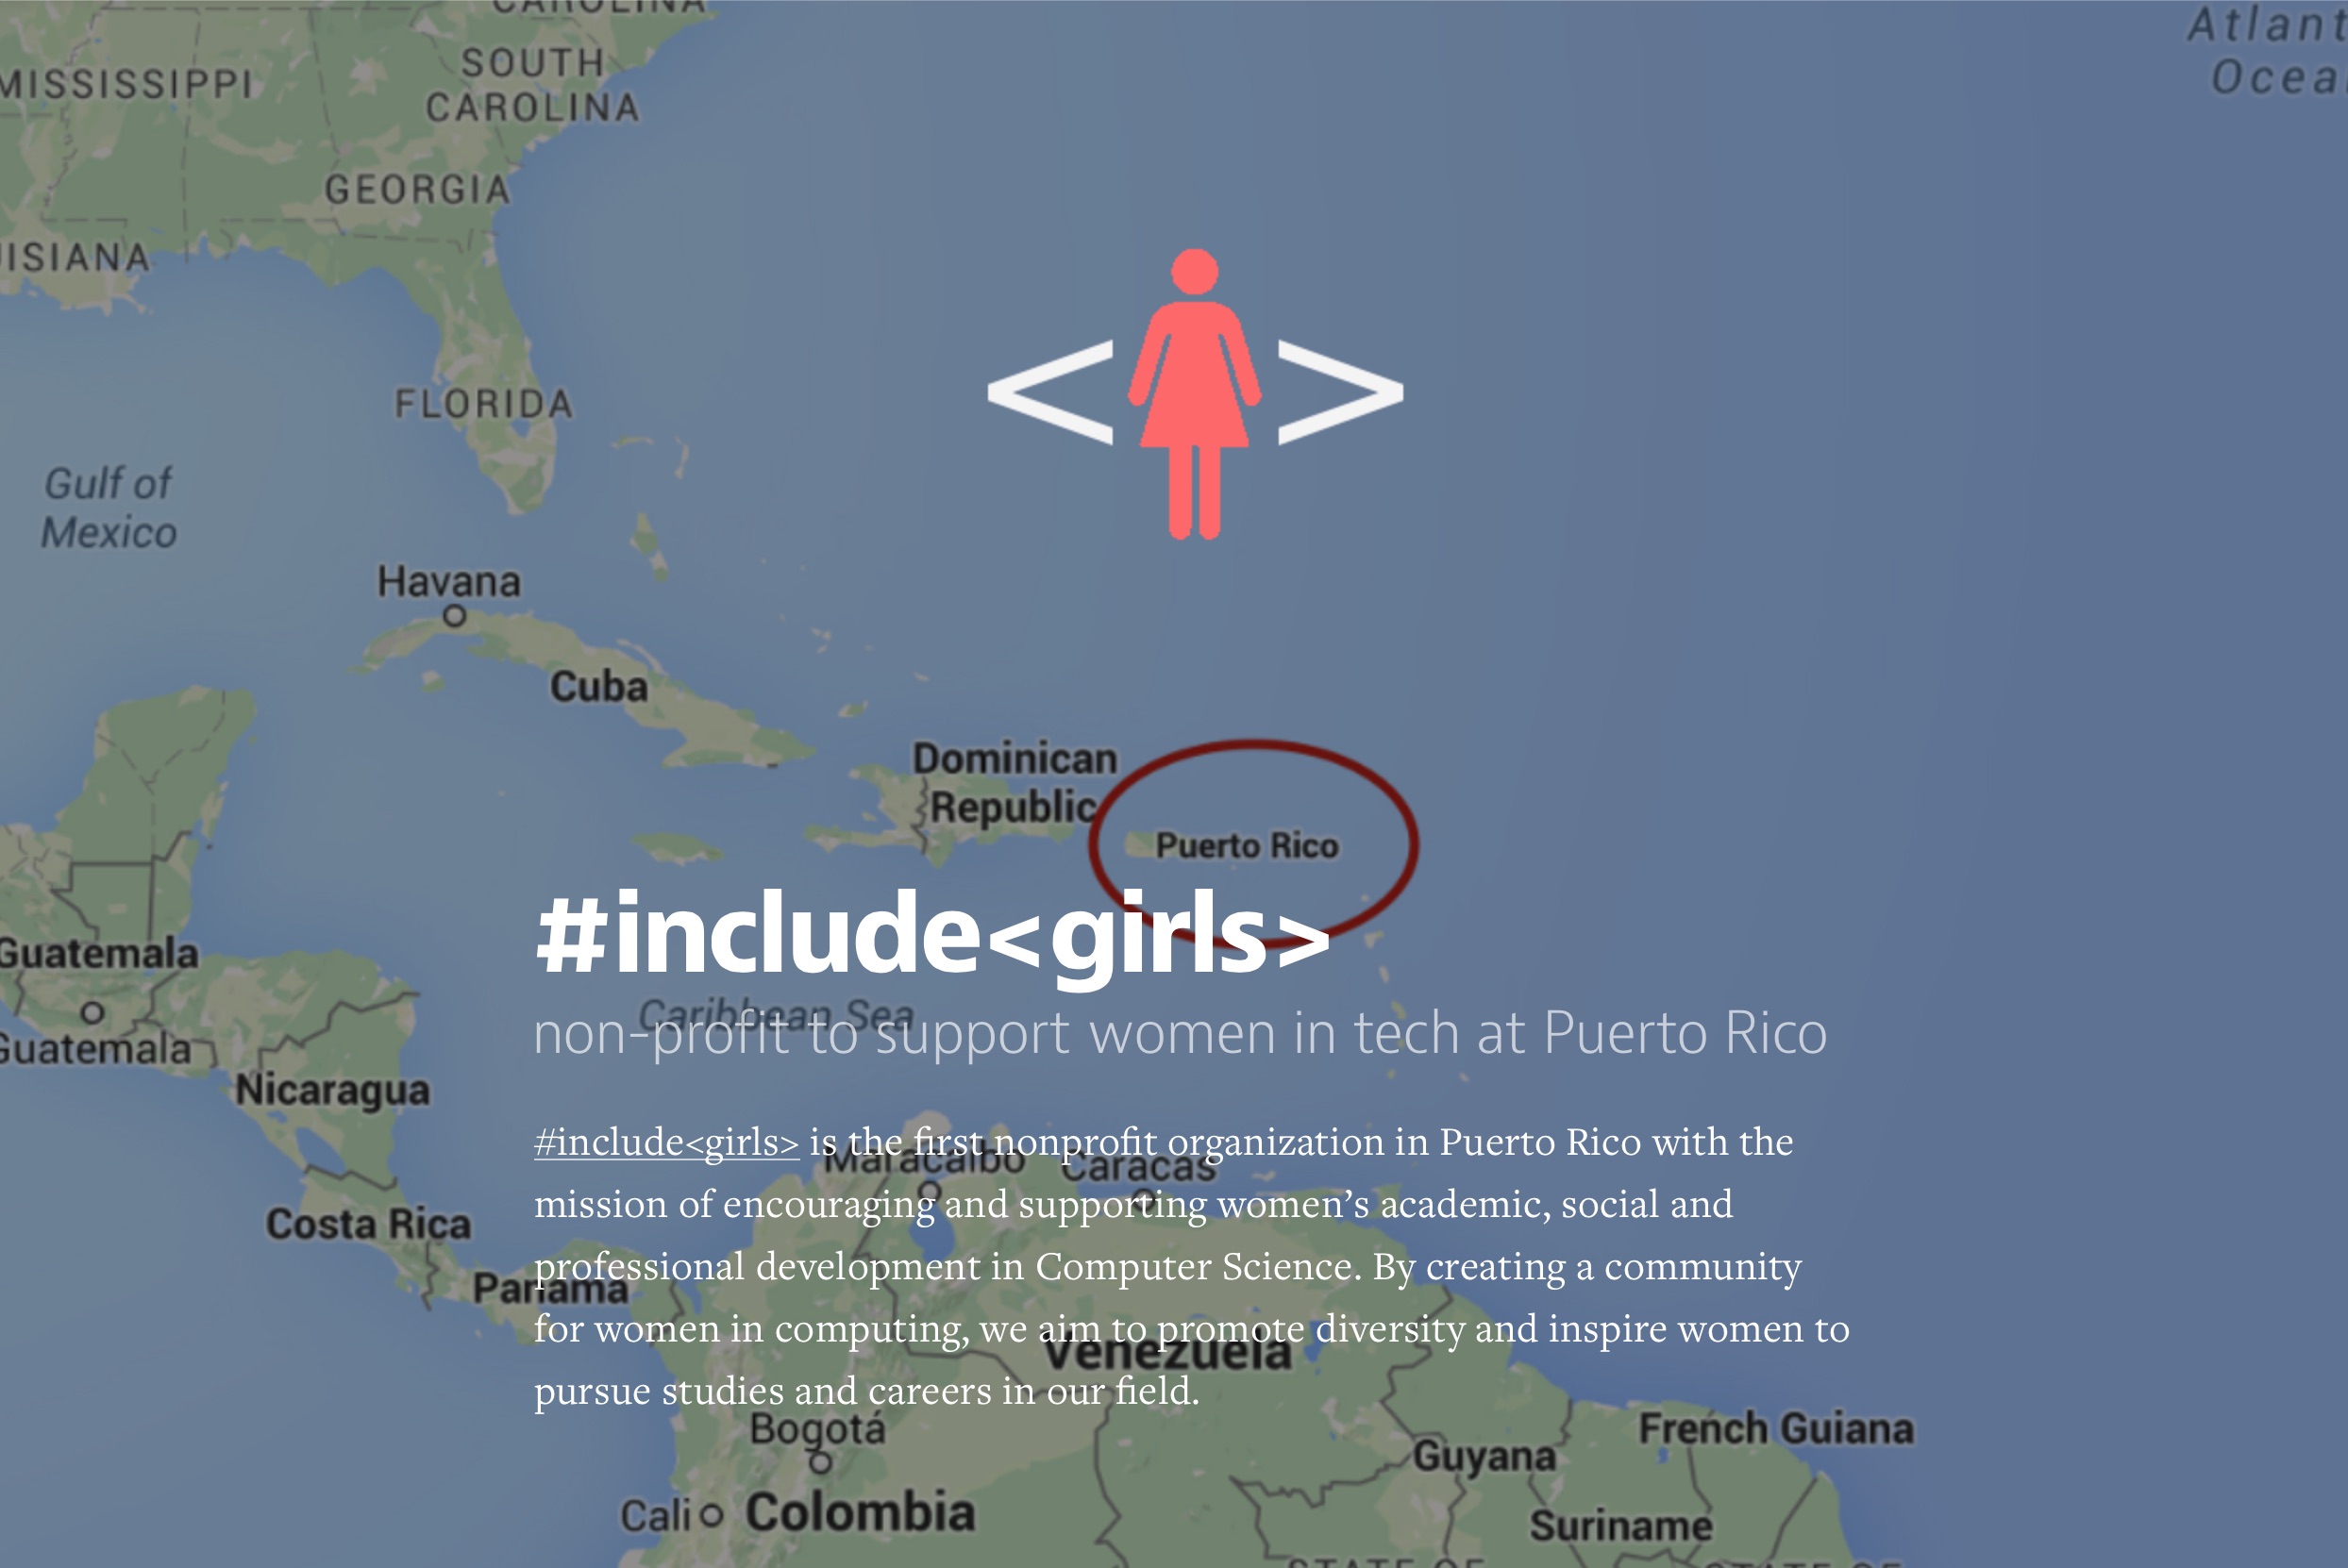 CAROLINA
Atlant
Ocea
SOUTH
CAROLINA
MISSISSIPPI
GEORGIA
ISIANA
< >
FLORIDA
Gulf of
Mexico
Havana
Cuba
Dominican
Republic
Puerto Rico
#include<girls>
Guatemala
Caribbean Sea
non-profit to support women in tech at Puerto Rico
Guatemala
Nicaragua
#include<girls> is the first nonprofit organization in Puerto Rico with the
Maracaibo
Caracas
mission of encouraging and supporting women's academic, social and
Costa Rica
professional development in Computer Science. By creating a community
Panama
for women in computing, we aim to promote diversity and inspire women to
Venezuela
pursue studies and careers in our field.
Bogotá
French Guiana
Guyana
Cali
Colombia
Suriname
STATE OF
STATE OF